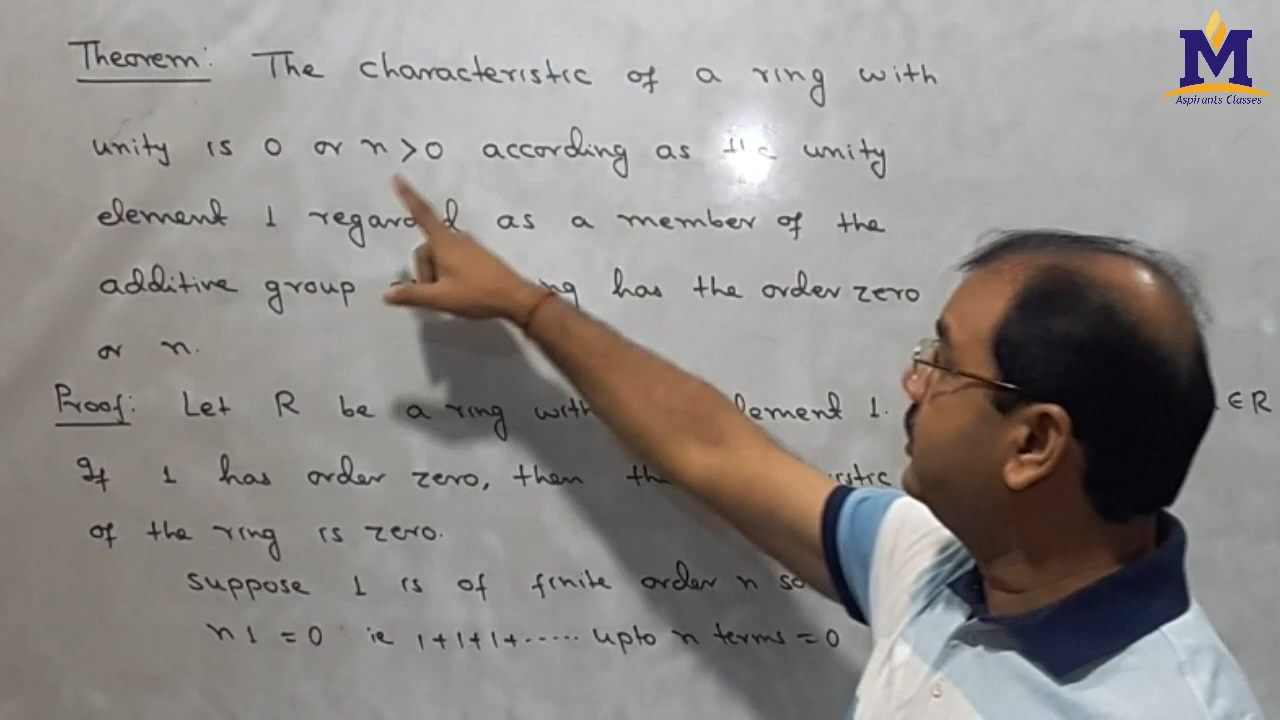 Theorem: The characteristic of a ring with
unity is 0 or n > 0 according as unity
element 1 regard as a member of the
additive group has the order zero
or n.
Proof: Let R be a ring with element 1. ∈ R
If 1 has order zero, then
of the ring is zero.
suppose 1 is of finite order n so
n1 = 0 ie 1+1+1+..... upto n terms = 0
M
Aspirants Classes